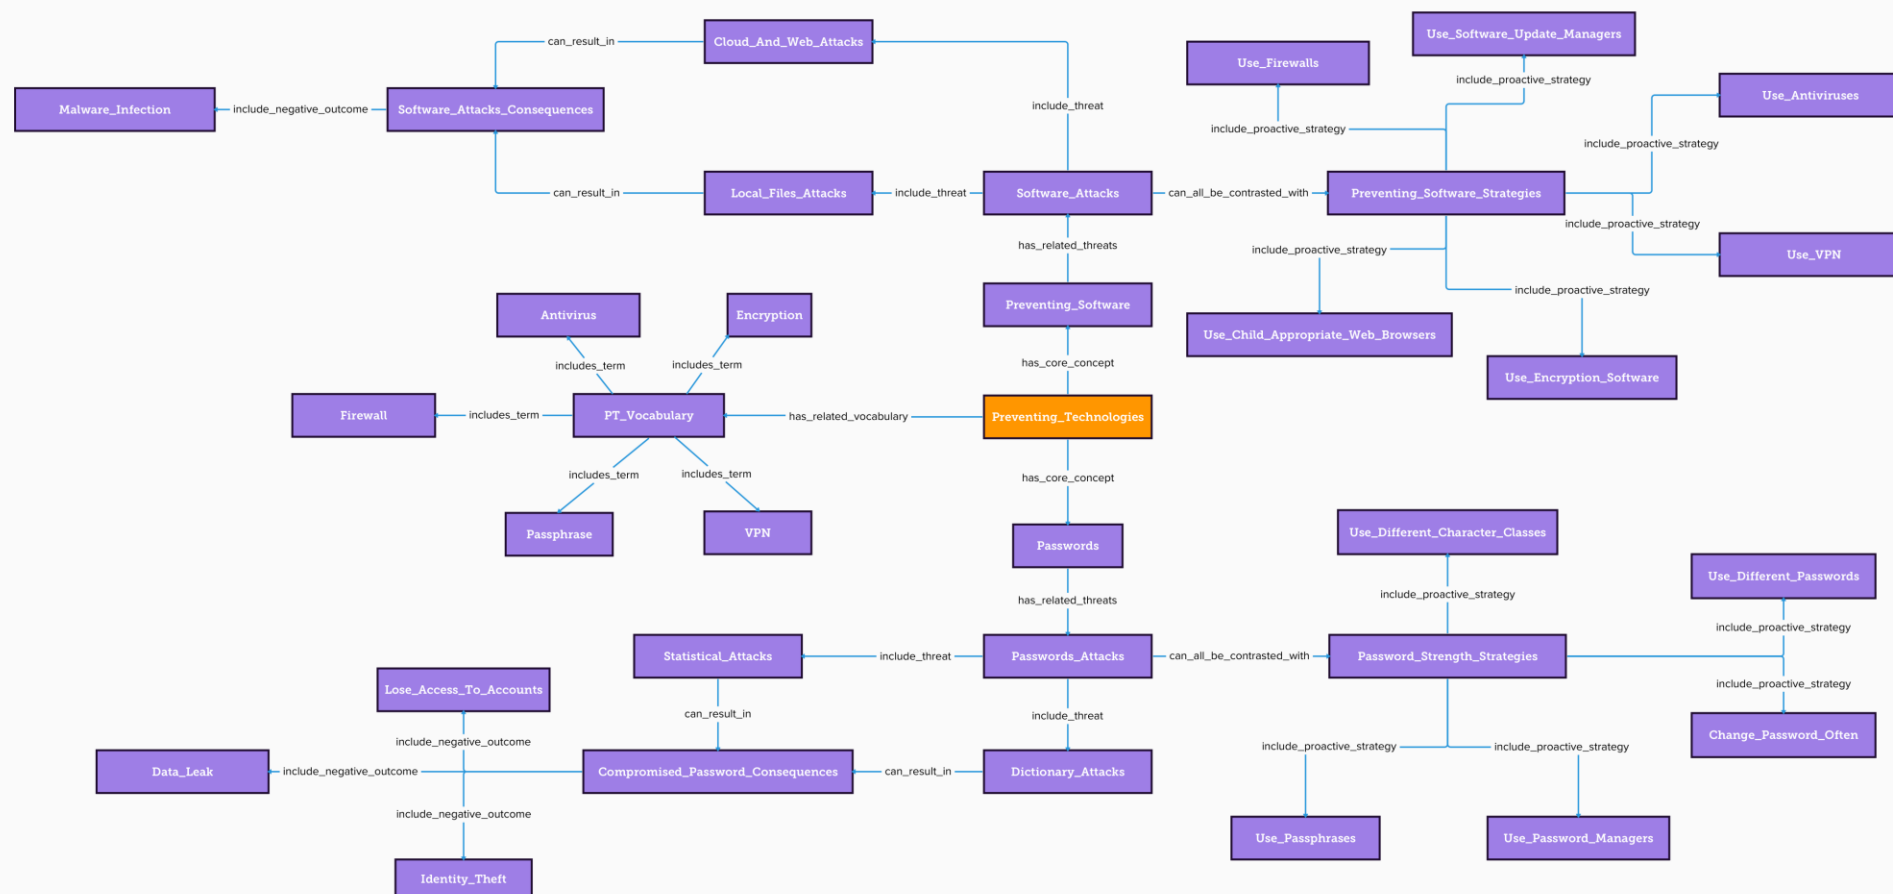 Use_Software_Update_Managers
can_result_in
Cloud_And_Web_Attacks
Use_Firewalls
include_proactive_strategy
Use_Antiviruses
Malware_Infection
include_negative_outcome
Software_Attacks_Consequences
include_threat
include_proactive_strategy
include_proactive_strategy
can_result_in
Local_Files_Attacks
include_threat
Software_Attacks
can_all_be_contrasted_with
Preventing_Software_Strategies
include_proactive_strategy
has_related_threats
include_proactive_strategy
Use_VPN
include_proactive_strategy
Antivirus
Encryption
Preventing_Software
Use_Child_Appropriate_Web_Browsers
includes_term
includes_term
has_core_concept
Use_Encryption_Software
Firewall
includes_term
PT_Vocabulary
has_related_vocabulary
Preventing_Technologies
includes_term
includes_term
has_core_concept
Passphrase
VPN
Passwords
Use_Different_Character_Classes
Use_Different_Passwords
has_related_threats
include_proactive_strategy
include_proactive_strategy
Statistical_Attacks
include_threat
Passwords_Attacks
can_all_be_contrasted_with
Password_Strength_Strategies
Lose_Access_To_Accounts
include_proactive_strategy
can_result_in
include_threat
Change_Password_Often
include_negative_outcome
include_proactive_strategy
include_proactive_strategy
Data_Leak
include_negative_outcome
Compromised_Password_Consequences
can_result_in
Dictionary_Attacks
include_negative_outcome
Use_Passphrases
Use_Password_Managers
Identity_Theft